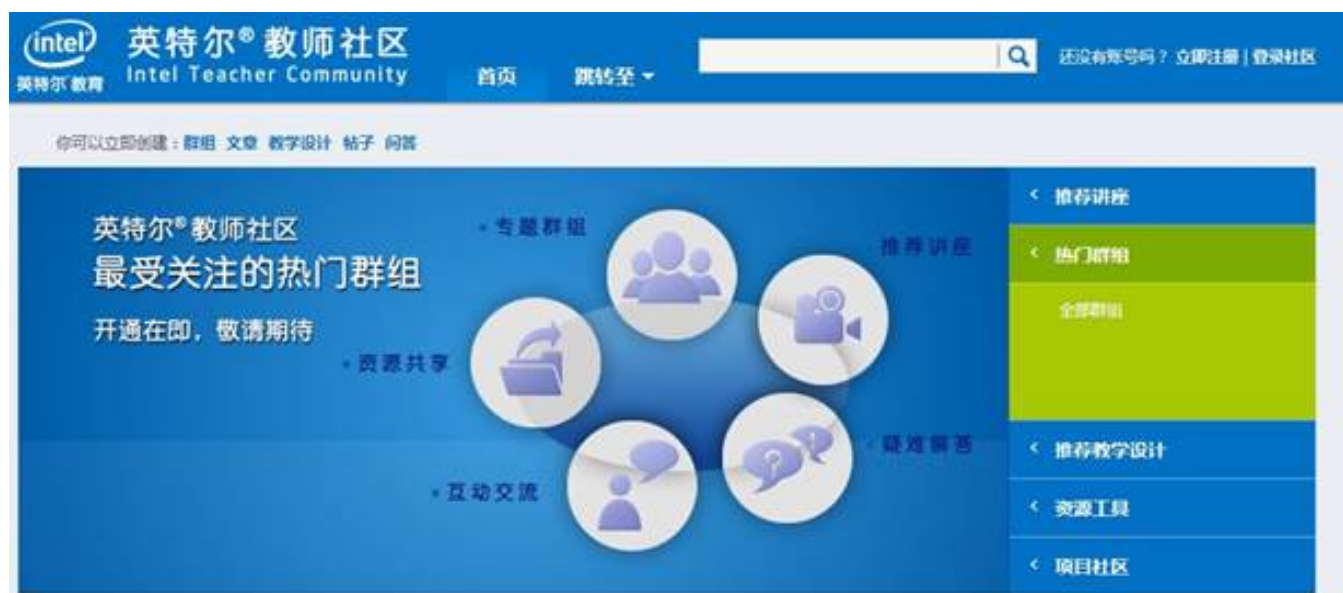 intel
英特尔®教育
英特尔®教师社区
Intel Teacher Community
首页
跳转至
还没有账号吗？立即注册 | 登录社区
你可以立即创建：群组 文章 教学设计 帖子 问答
英特尔®教师社区
最受关注的热门群组
开通在即，敬请期待
·专题群组
·推荐讲座
·资源共享
·疑难解答
·互动交流
推荐讲座
热门群组
全部群组
推荐教学设计
资源工具
项目社区